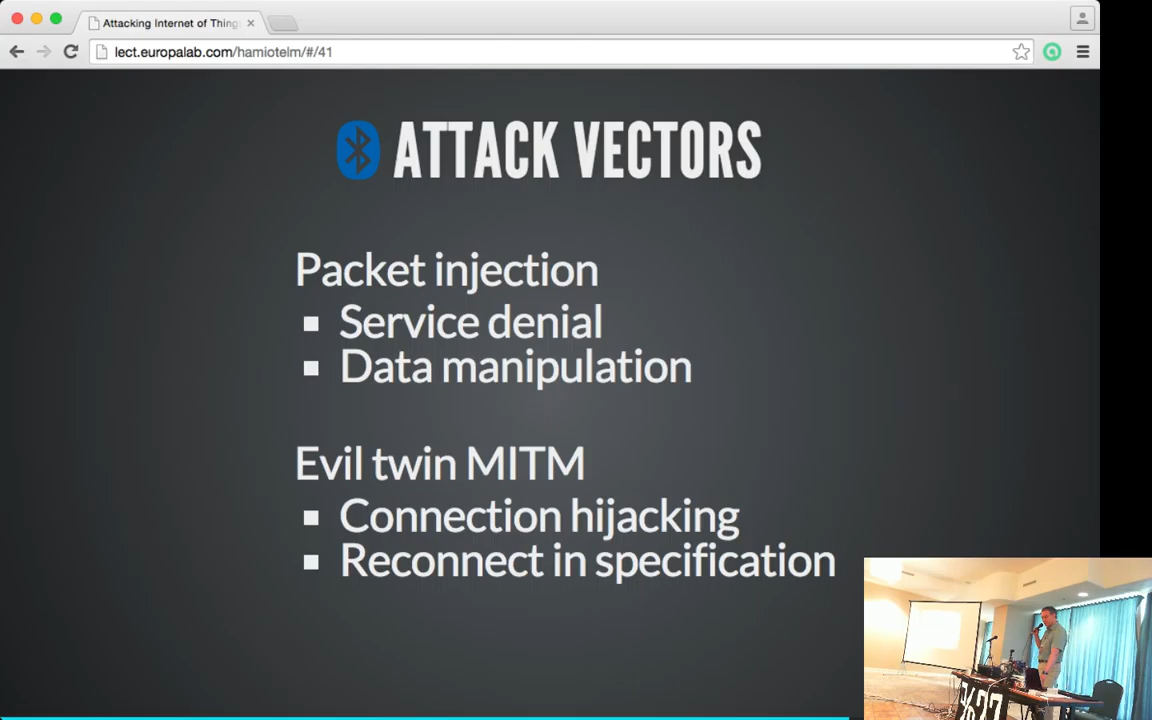 Attacking Internet of Thing
lect.europalab.com/hamiotelm/#/41
ATTACK VECTORS
Packet injection
Service denial
Data manipulation
Evil twin MITM
Connection hijacking
Reconnect in specification